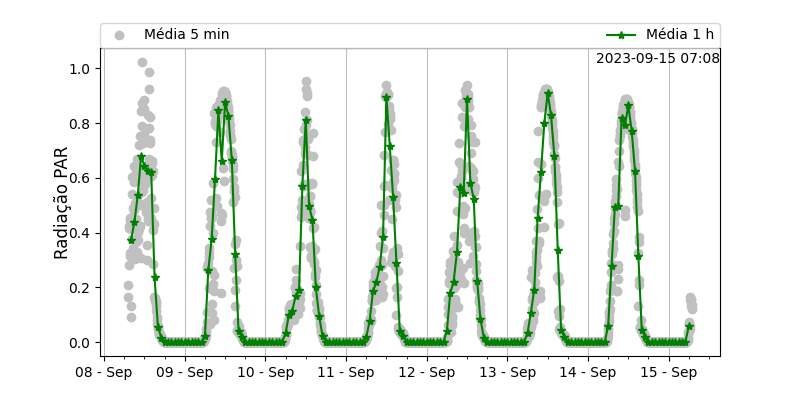 Média 5 min
Média 1 h
2023-09-15 07:08
Radiação PAR
1.0
0.8
0.6
0.4
0.2
0.0
08 - Sep
09 - Sep
10 - Sep
11 - Sep
12 - Sep
13 - Sep
14 - Sep
15 - Sep